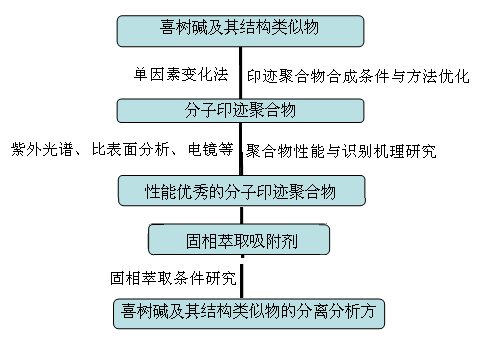 喜树碱及其结构类似物
单因素变化法
印迹聚合物合成条件与方法优化
分子印迹聚合物
紫外光谱、比表面分析、电镜等
聚合物性能与识别机理研究
性能优秀的分子印迹聚合物
固相萃取吸附剂
固相萃取条件研究
喜树碱及其结构类似物的分离分析方